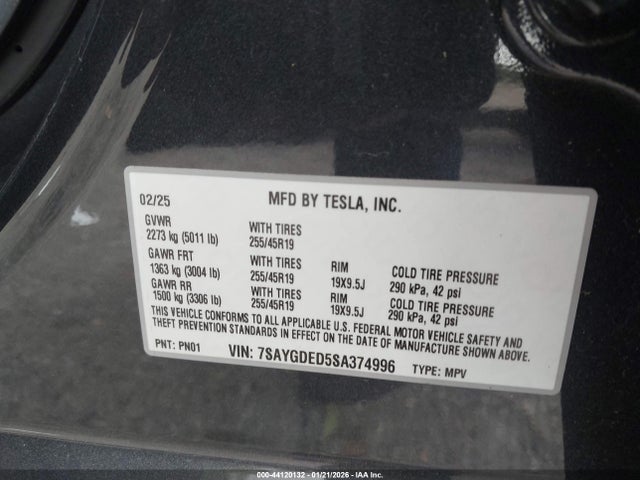 02/25 MFD BY TESLA, INC.
GVWR WITH TIRES
2273 kg (5011 lb) 255/45R19
GAWR FRT WITH TIRES RIM COLD TIRE PRESSURE
1363 kg (3004 lb) 255/45R19 19X9.5J 290 kPa, 42 psi
GAWR RR WITH TIRES RIM COLD TIRE PRESSURE
1500 kg (3306 lb) 255/45R19 19X9.5J 290 kPa, 42 psi
THIS VEHICLE CONFORMS TO ALL APPLICABLE U.S. FEDERAL MOTOR VEHICLE SAFETY AND
THEFT PREVENTION STANDARDS IN EFFECT ON THE DATE OF MANUFACTURE SHOWN ABOVE.
PNT: PN01 VIN: 7SAYGDED5SA374996 TYPE: MPV
000-44120132 - 01/21/2026 - IAA Inc.